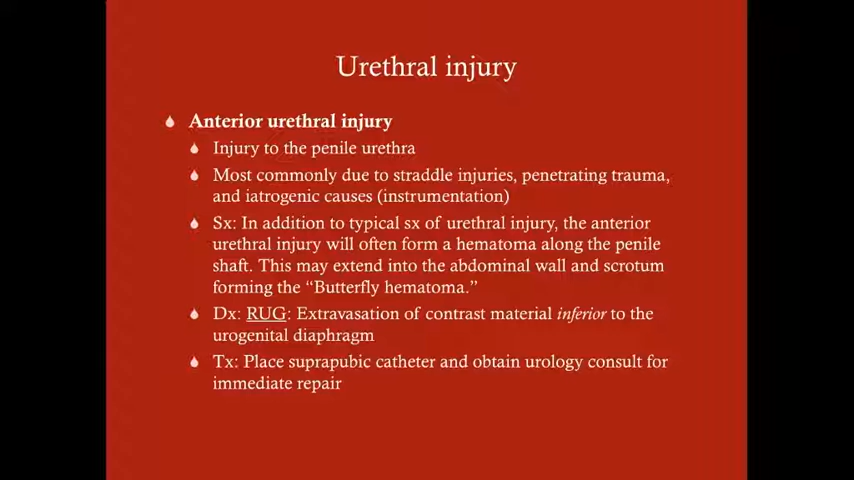 Urethral injury
Anterior urethral injury
Injury to the penile urethra
Most commonly due to straddle injuries, penetrating trauma,
and iatrogenic causes (instrumentation)
Sx: In addition to typical sx of urethral injury, the anterior
urethral injury will often form a hematoma along the penile
shaft. This may extend into the abdominal wall and scrotum
forming the “Butterfly hematoma.”
Dx: RUG: Extravasation of contrast material inferior to the
urogenital diaphragm
Tx: Place suprapubic catheter and obtain urology consult for
immediate repair